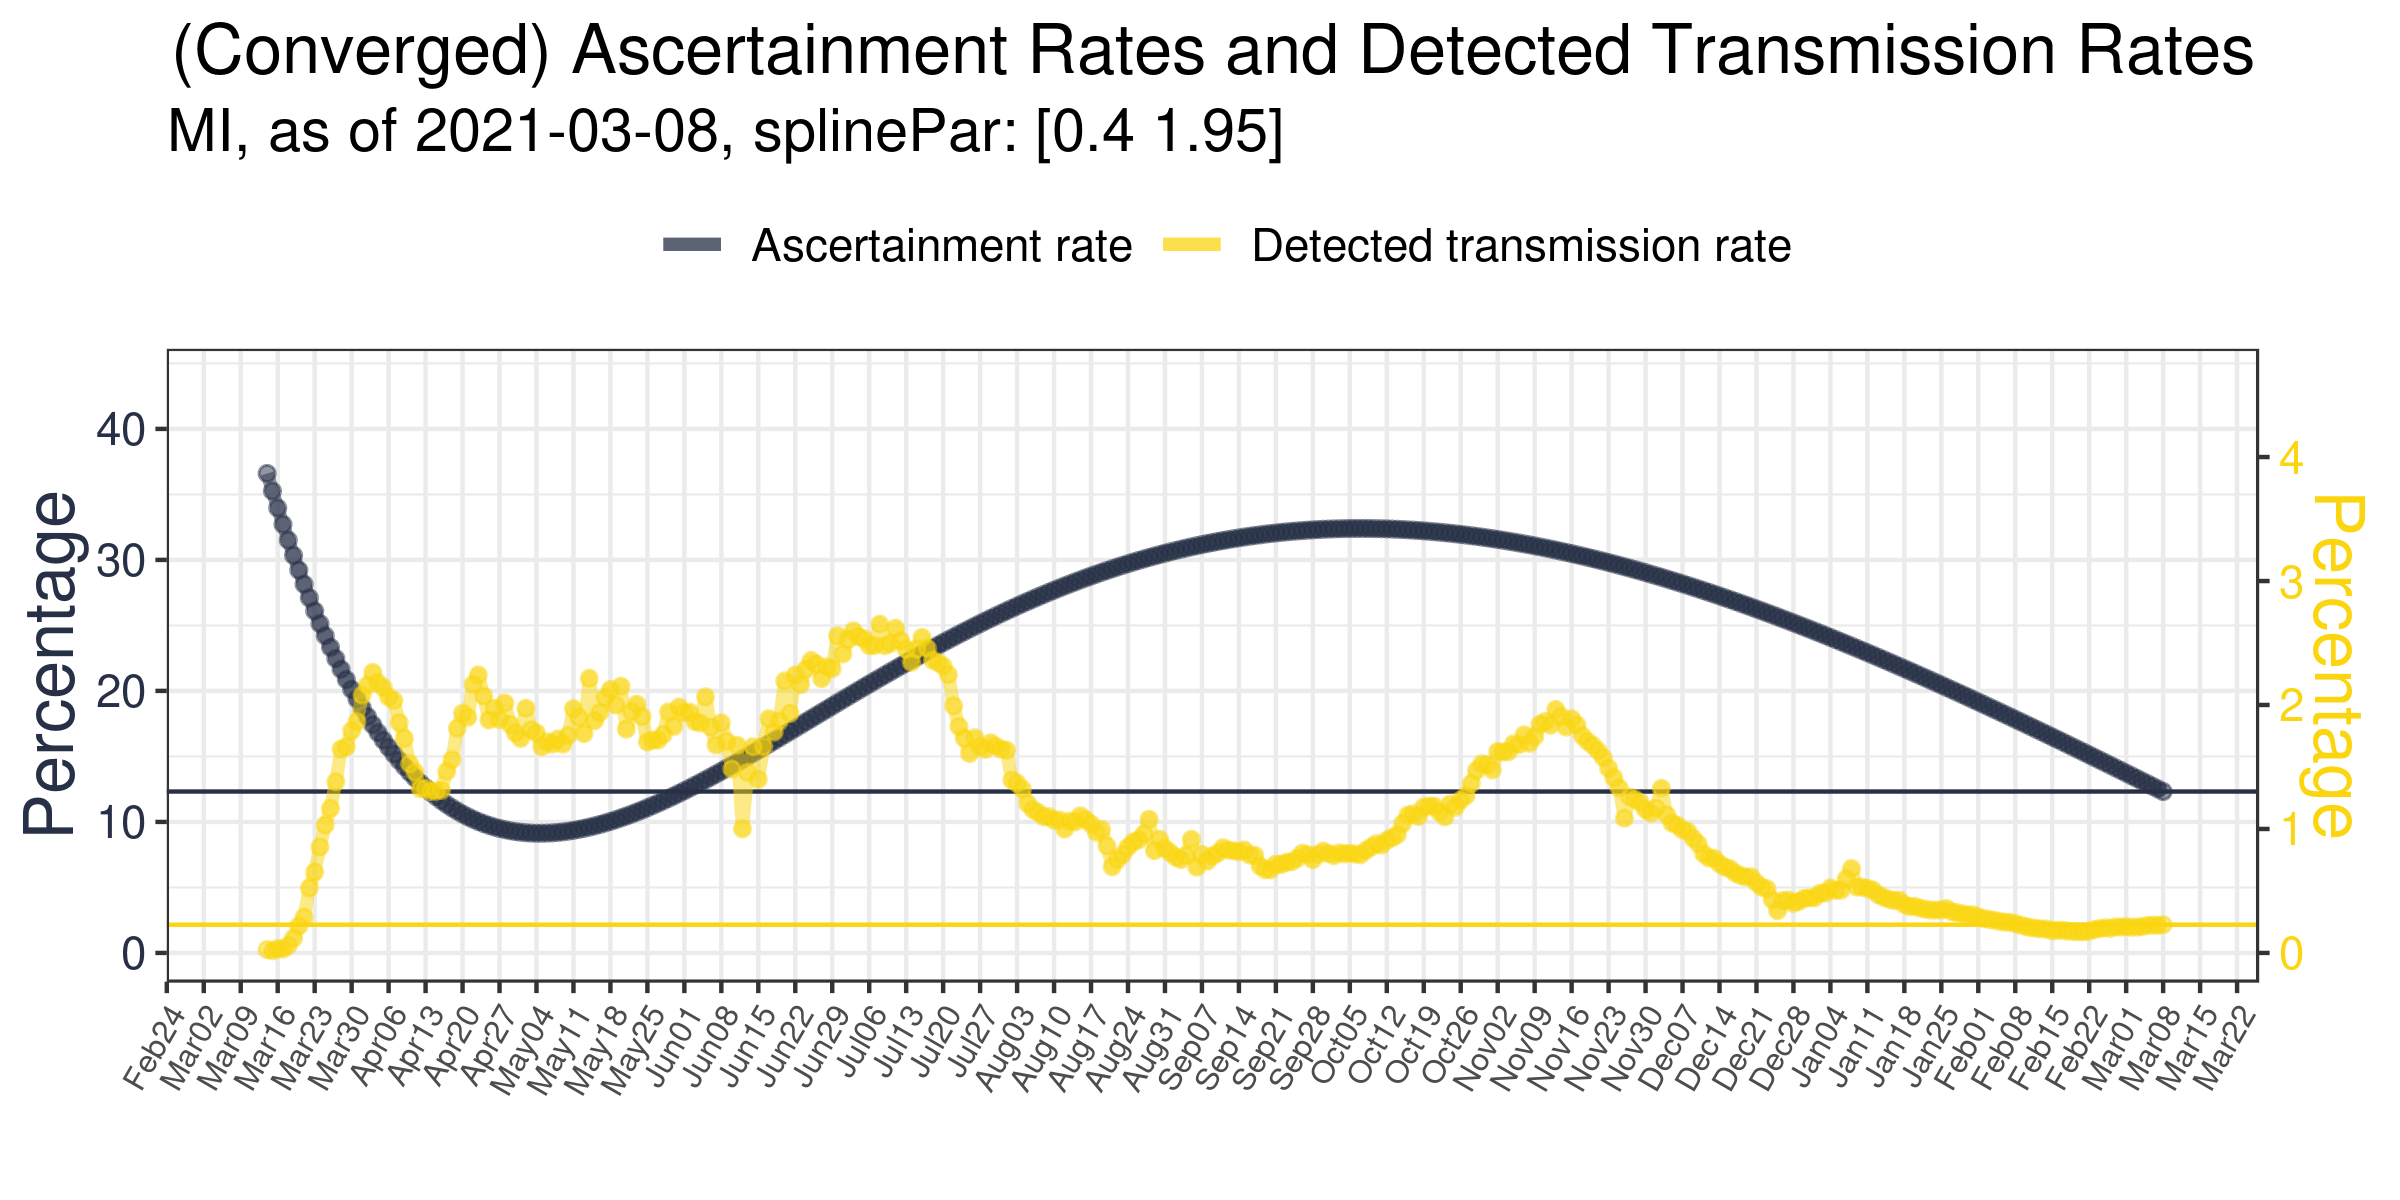 (Converged) Ascertainment Rates and Detected Transmission Rates
MI, as of 2021-03-08, splinePar: [0.4 1.95]
Ascertainment rate
Detected transmission rate
Percentage
40
30
20
10
0
4
3
2
1
0
Percentage
Feb24
Mar02
Mar09
Mar16
Mar23
Mar30
Apr06
Apr13
Apr20
Apr27
May04
May11
May18
May25
Jun01
Jun08
Jun15
Jun22
Jun29
Jul06
Jul13
Jul20
Jul27
Aug03
Aug10
Aug17
Aug24
Aug31
Sep07
Sep14
Sep21
Sep28
Oct05
Oct12
Oct19
Oct26
Nov02
Nov09
Nov16
Nov23
Nov30
Dec07
Dec14
Dec21
Dec28
Jan04
Jan11
Jan18
Jan25
Feb01
Feb08
Feb15
Feb22
Mar01
Mar08
Mar15
Mar22